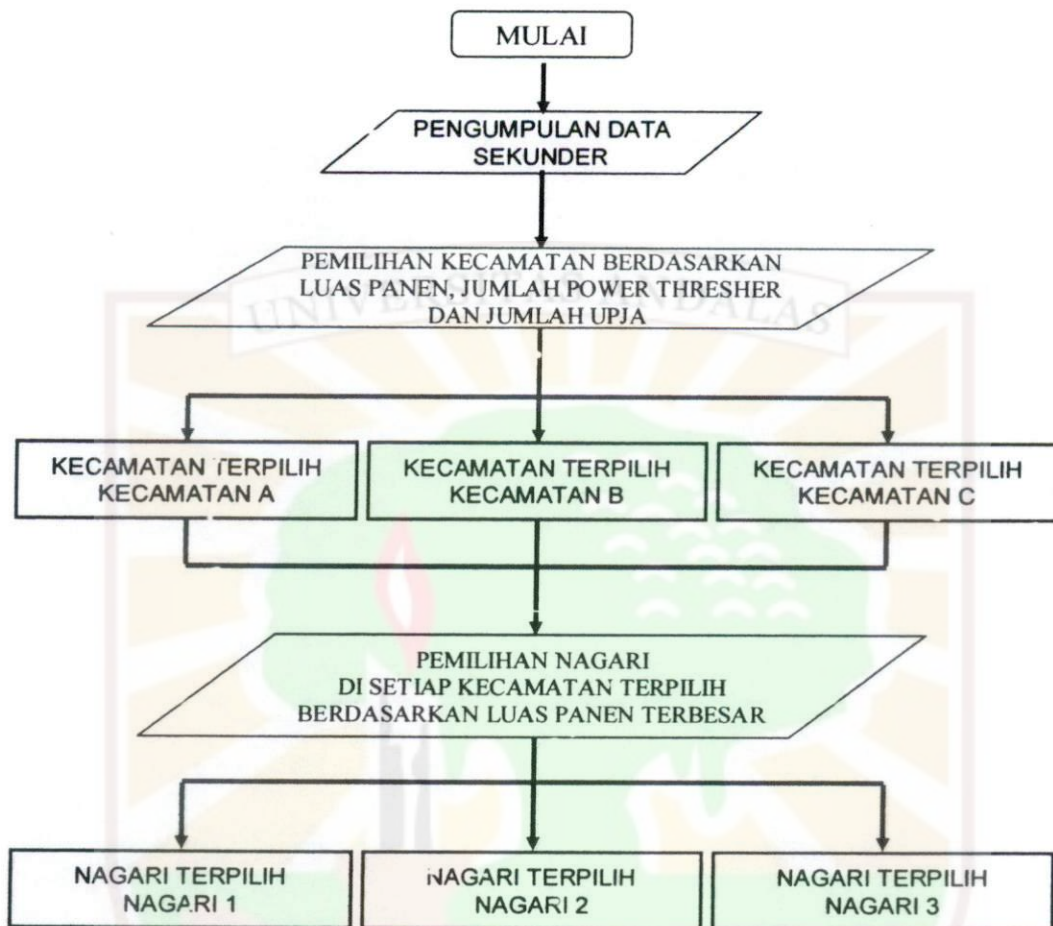 MULAI
PENGUMPULAN DATA
SEKUNDER
PEMILIHAN KECAMATAN BERDASARKAN
LUAS PANEN, JUMLAH POWER THRESHER
DAN JUMLAH UPJA
UNIVERSITAS ANDALAS
KECAMATAN TERPILIH
KECAMATAN A
KECAMATAN TERPILIH
KECAMATAN B
KECAMATAN TERPILIH
KECAMATAN C
PEMILIHAN NAGARI
DI SETIAP KECAMATAN TERPILIH
BERDASARKAN LUAS PANEN TERBESAR
NAGARI TERPILIH
NAGARI 1
NAGARI TERPILIH
NAGARI 2
NAGARI TERPILIH
NAGARI 3